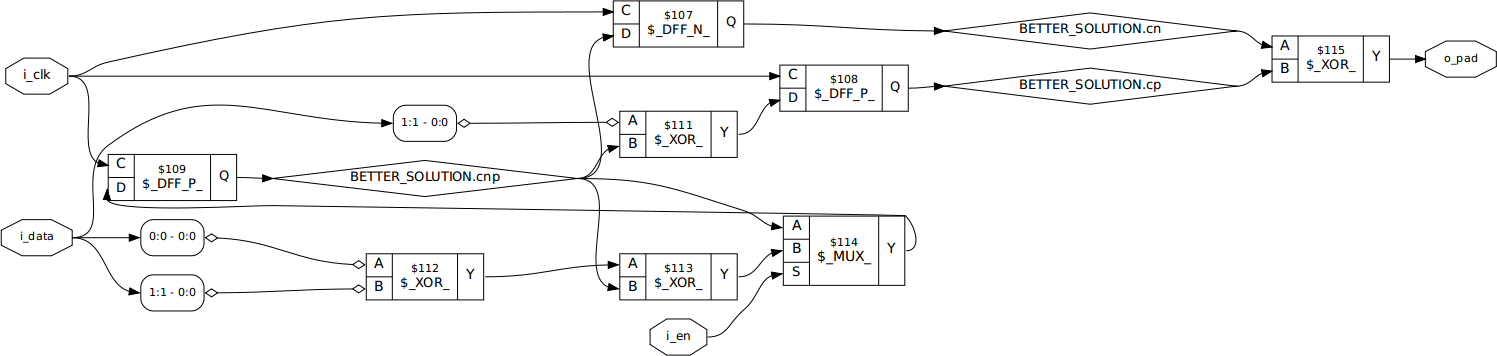 C
$107
D
$_DFF_N_
Q
BETTER_SOLUTION.cn
A
$115
B
$_XOR_
Y
o_pad
i_clk
C
$108
D
$_DFF_P_
Q
BETTER_SOLUTION.cp
1:1 - 0:0
A
$111
B
$_XOR_
Y
C
$109
D
$_DFF_P_
Q
BETTER_SOLUTION.cnp
i_data
0:0 - 0:0
1:1 - 0:0
A
$112
B
$_XOR_
Y
A
$113
B
$_XOR_
Y
A
B
S
$114
$_MUX_
Y
i_en